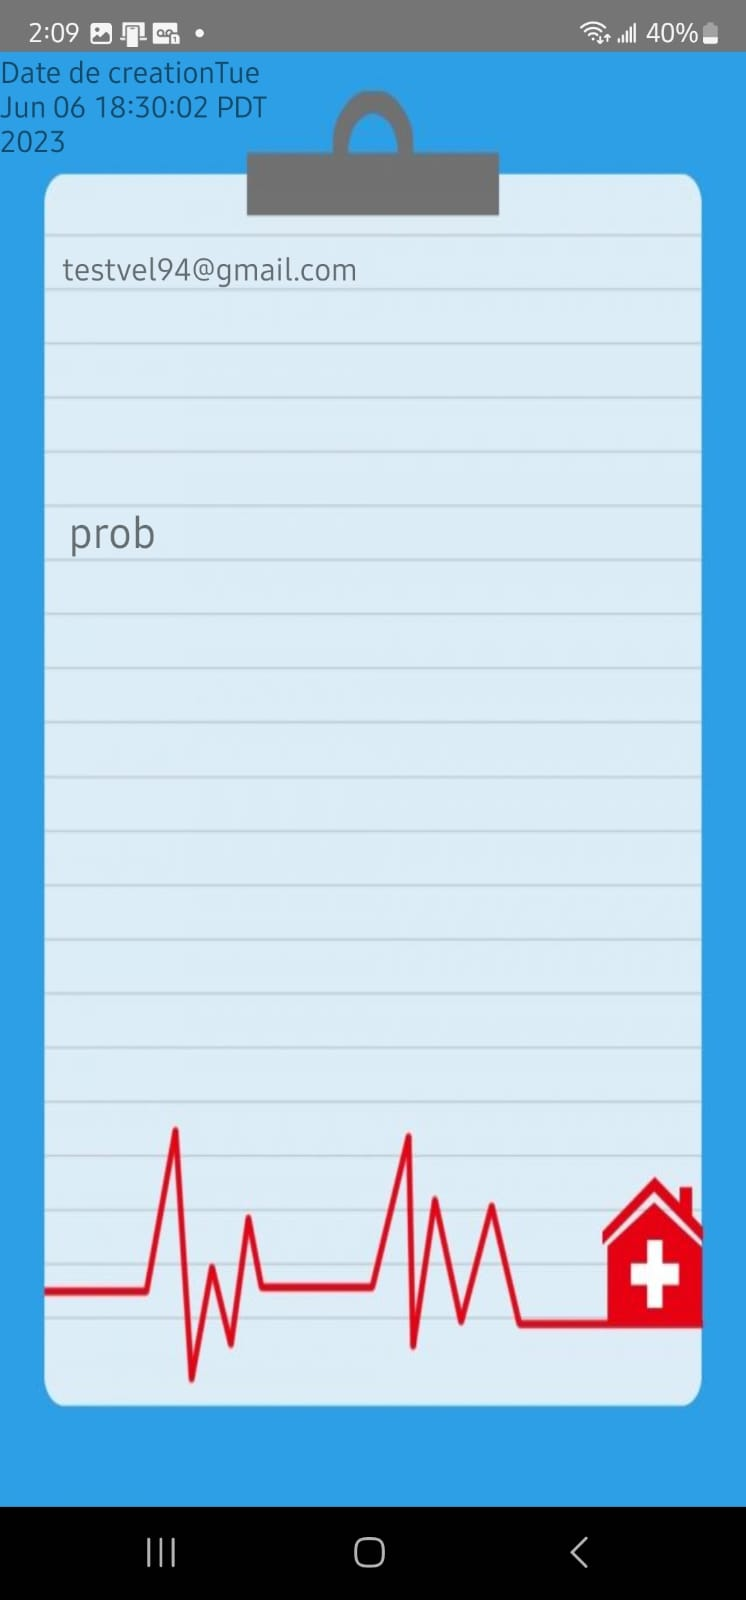 2:09
40%
Date de creationTue
Jun 06 18:30:02 PDT
2023
testvel94@gmail.com
prob